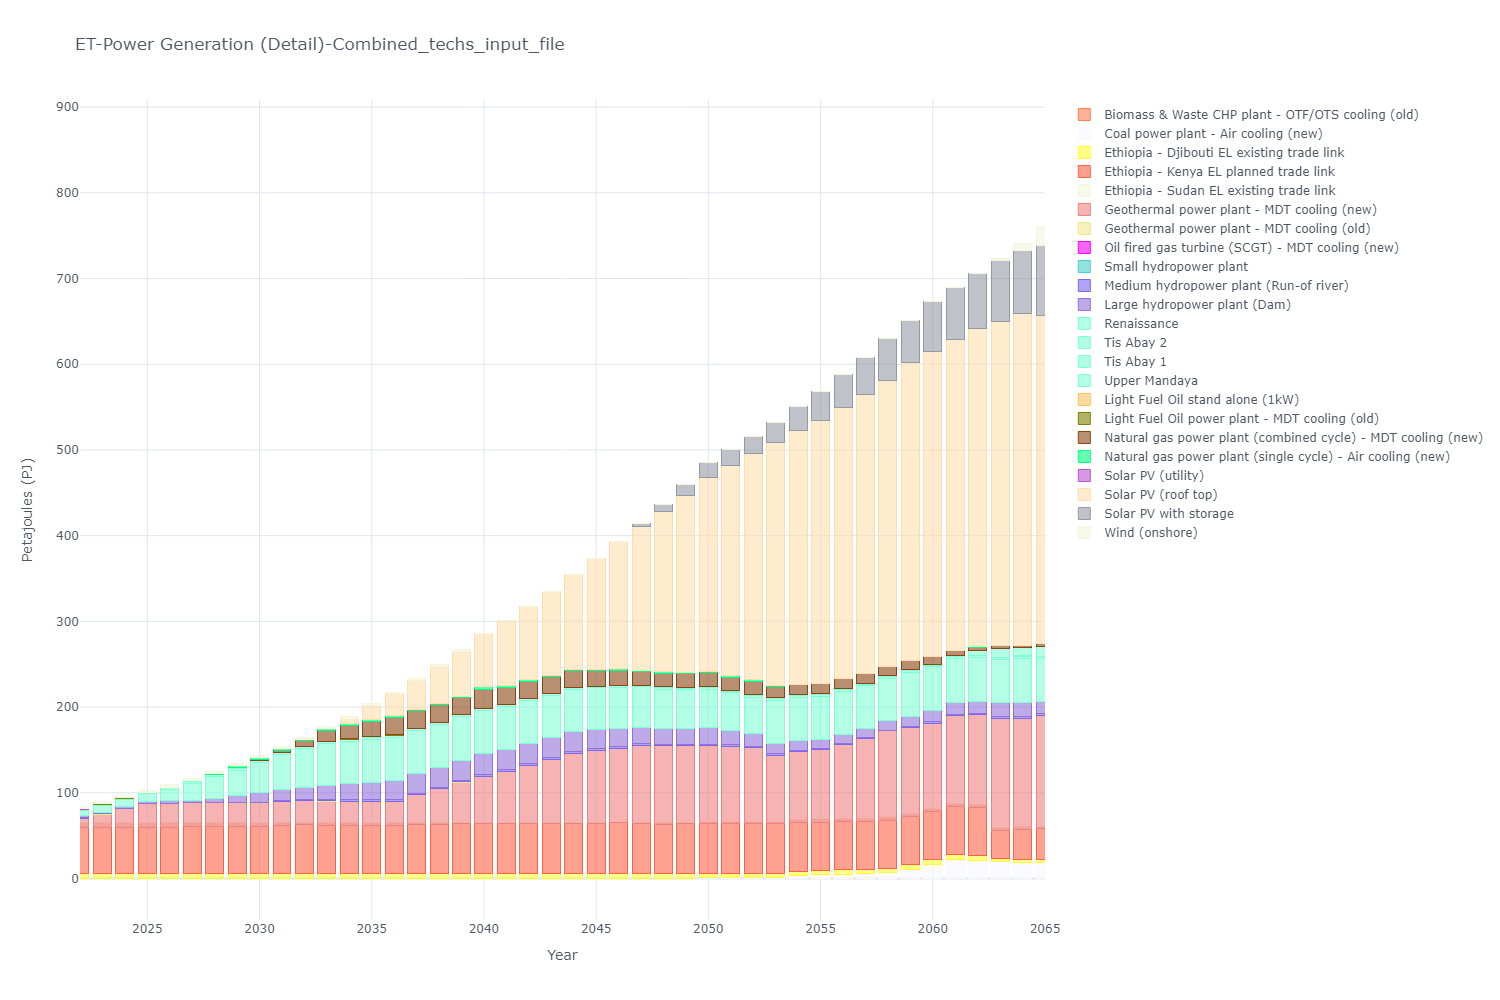 ET-Power Generation (Detail)-Combined_techs_input_file
900
800
700
600
500
400
300
200
100
0
Petajoules (PJ)
2025
2030
2035
2040
2045
2050
2055
2060
2065
Year
Biomass & Waste CHP plant - OTF/OTS cooling (old)
Coal power plant - Air cooling (new)
Ethiopia - Djibouti EL existing trade link
Ethiopia - Kenya EL planned trade link
Ethiopia - Sudan EL existing trade link
Geothermal power plant - MDT cooling (new)
Geothermal power plant - MDT cooling (old)
Oil fired gas turbine (SCGT) - MDT cooling (new)
Small hydropower plant
Medium hydropower plant (Run-of river)
Large hydropower plant (Dam)
Renaissance
Tis Abay 2
Tis Abay 1
Upper Mandaya
Light Fuel Oil stand alone (1kW)
Light Fuel Oil power plant - MDT cooling (old)
Natural gas power plant (combined cycle) - MDT cooling (new)
Natural gas power plant (single cycle) - Air cooling (new)
Solar PV (utility)
Solar PV (roof top)
Solar PV with storage
Wind (onshore)